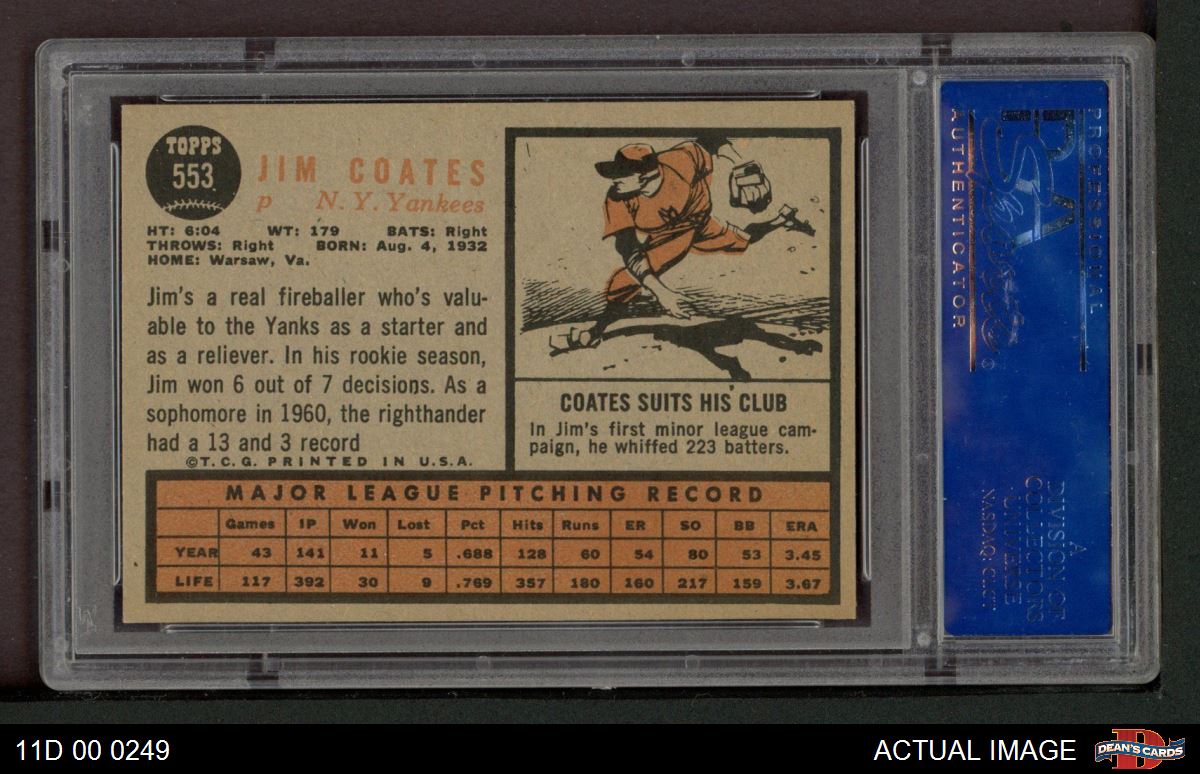 TOPPS
553
JIM COATES
p N.Y. Yankees
HT: 6:04 WT: 179 BATS: Right
THROWS: Right BORN: Aug. 4, 1932
HOME: Warsaw, Va.
Jim's a real fireballer who's valu-
able to the Yanks as a starter and
as a reliever. In his rookie season,
Jim won 6 out of 7 decisions. As a
sophomore in 1960, the righthander
had a 13 and 3 record
©T.C.G. PRINTED IN U.S.A.
COATES SUITS HIS CLUB
In Jim's first minor league cam-
paign, he whiffed 223 batters.
MAJOR LEAGUE PITCHING RECORD
Games IP Won Lost Pct Hits Runs ER SO BB ERA
YEAR 43 141 11 5 .688 128 60 54 80 53 3.45
LIFE 117 392 30 9 .769 357 180 160 217 159 3.67
PROFESSIONAL
PSA
AUTHENTICATOR
A
DIVISION OF
COLLECTORS
UNIVERSE
NASDAQ: CLCT
11D 00 0249
ACTUAL IMAGE
DEAN'S CARDS